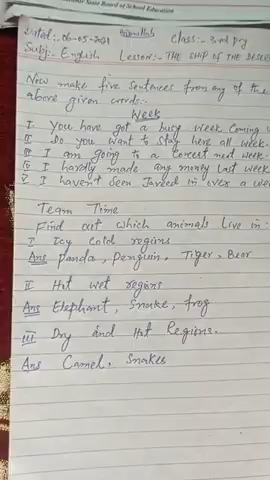 State Board of School Education
Dated:- 06-05-2021 Class:- 3rd pry
Subj:- English Lesson:- THE SHIP OF THE DESER
Now make five sentences from any of the
above given words:-
Week
I You have got a busy week coming
II Do you want to stay here all week-
III I am going to a concert next week-
IV I hardly made any money last week
V I haven't seen Javeed in over a wee
Team Time
Find out which animals live in
I Icy Cold regions
Ans Panda, Penguin, Tiger, Bear
II Hot wet regions
Ans Elephant, Snake, frog
III Dry and Hot Regions.
Ans Camel, Snakes